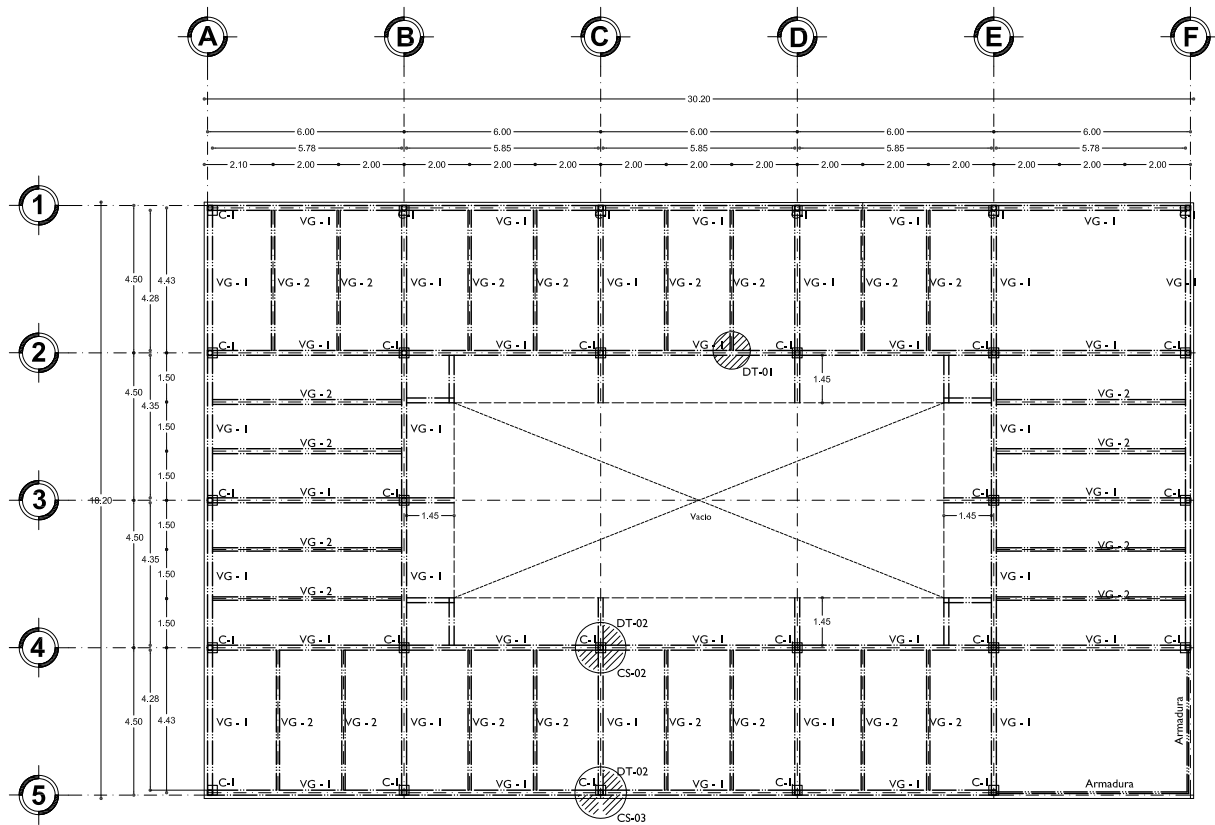 A B C D E F
30.20
6.00 6.00 6.00 6.00 6.00
5.78 5.85 5.85 5.85 5.78
2.10 2.00 2.00 2.00 2.00 2.00 2.00 2.00 2.00 2.00 2.00 2.00 2.00 2.00 2.00
1
C-1 VG - 1 1 VG - 1 1 VG - 1 1 VG - 1 1 VG - 1 1
4.50 4.28 4.43
VG - 1 VG - 2 VG - 2 VG - 1 VG - 2 VG - 2 VG - 1 VG - 2 VG - 2 VG - 1 VG - 2 VG - 2 VG - 1 VG - 1
2
C-1 VG - 1 C-1 VG - 1 C-1 VG - 1 C-1 VG - 1 C-1 VG - 1 C-1
DT-01
1.50
1.45
VG - 2 VG - 2
4.50 4.35 1.50
VG - 1 VG - 1 VG - 1
VG - 2 VG - 2
1.50
3
C-1 VG - 1 C-1 C-1 VG - 1 C-1
18.20
1.45 Vacio 1.45
1.50
4.50 4.35
VG - 2 VG - 2
1.50
VG - 1 VG - 1 VG - 1
VG - 2 VG - 2
1.50
DT-02
1.45
4
C-1 VG - 1 C-1 VG - 1 C-1 VG - 1 C-1 VG - 1 C-1 VG - 1 C-1
CS-02
4.50 4.28 4.43
VG - 1 VG - 2 VG - 2 VG - 1 VG - 2 VG - 2 VG - 1 VG - 2 VG - 2 VG - 1 VG - 2 VG - 2 VG - 1
Armadura
DT-02
C-1 VG - 1 C-1 VG - 1 C-1 VG - 1 C-1 VG - 1 C-1 Armadura
5
CS-03